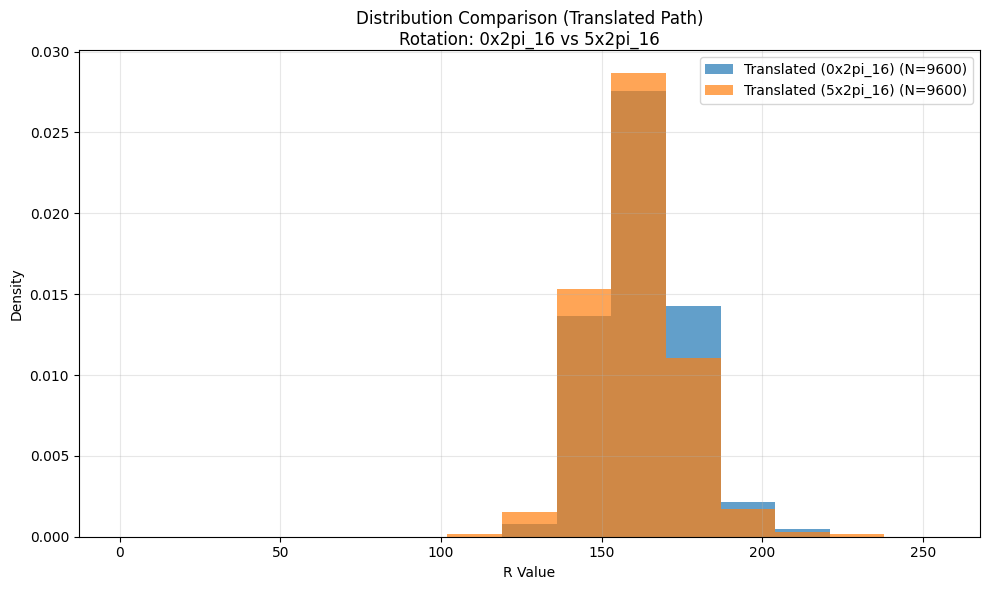 Distribution Comparison (Translated Path)
Rotation: 0x2pi_16 vs 5x2pi_16
Translated (0x2pi_16) (N=9600)
Translated (5x2pi_16) (N=9600)
0.030
0.025
0.020
0.015
0.010
0.005
0.000
Density
0 50 100 150 200 250
R Value